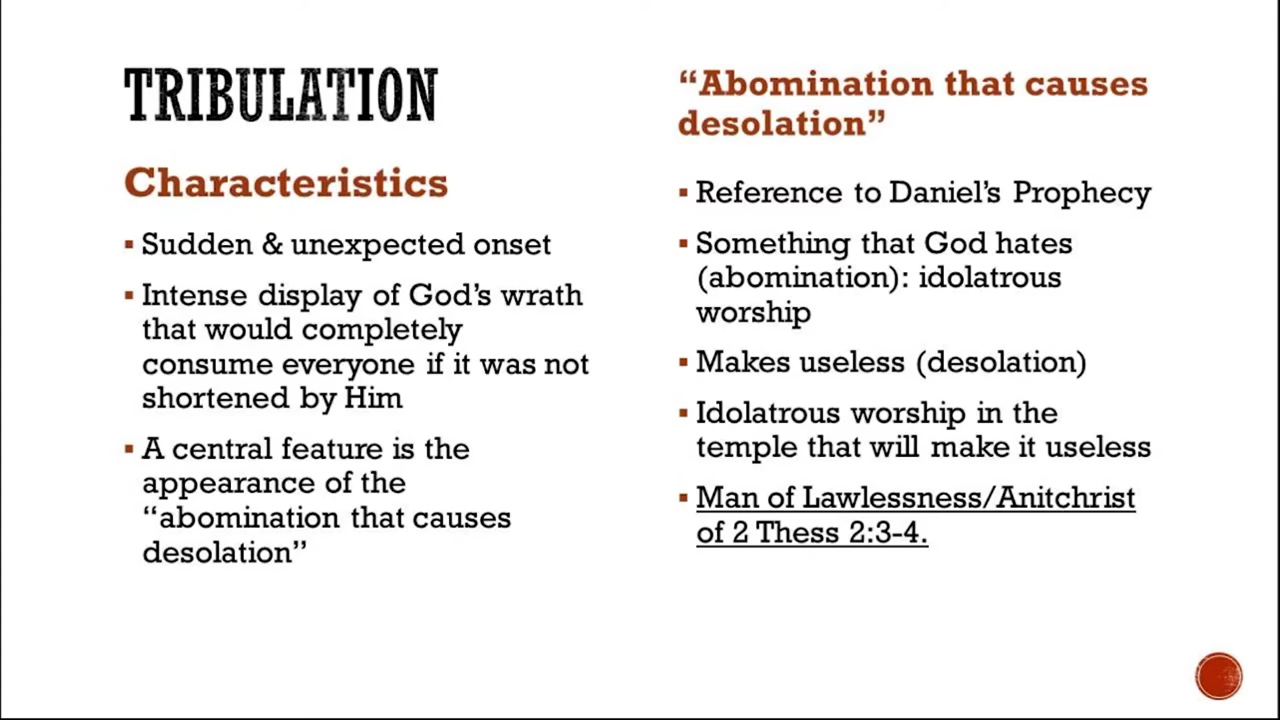 TRIBULATION
Characteristics
▪ Sudden & unexpected onset
▪ Intense display of God’s wrath
that would completely
consume everyone if it was not
shortened by Him
▪ A central feature is the
appearance of the
“abomination that causes
desolation”
“Abomination that causes
desolation”
▪ Reference to Daniel’s Prophecy
▪ Something that God hates
(abomination): idolatrous
worship
▪ Makes useless (desolation)
▪ Idolatrous worship in the
temple that will make it useless
▪ Man of Lawlessness/Anitchrist
of 2 Thess 2:3-4.